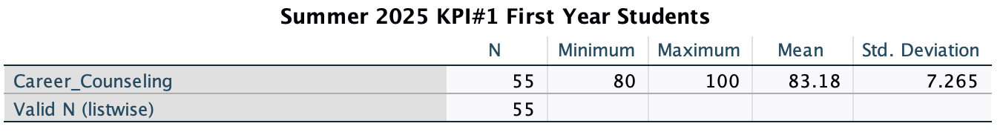 Summer 2025 KPI#1 First Year Students
N Minimum Maximum Mean Std. Deviation
Career_Counseling 55 80 100 83.18 7.265
Valid N (listwise) 55